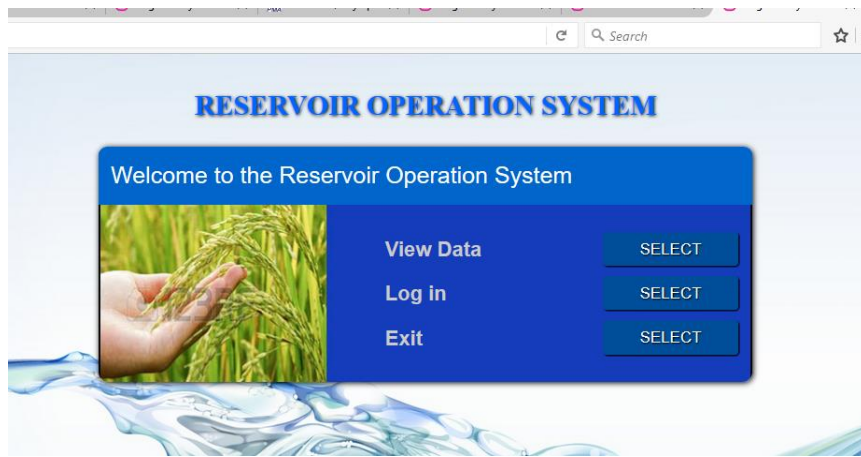 Search
RESERVOIR OPERATION SYSTEM
Welcome to the Reservoir Operation System
View Data SELECT
Log in SELECT
Exit SELECT